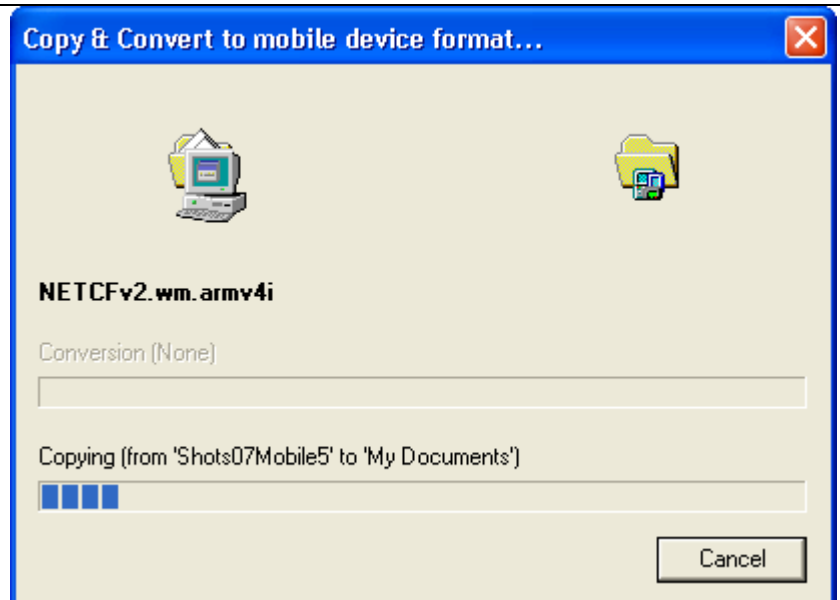 Copy & Convert to mobile device format...
NETCFv2.wm.armv4i
Conversion (None)
Copying (from 'Shots07Mobile5' to 'My Documents')
Cancel